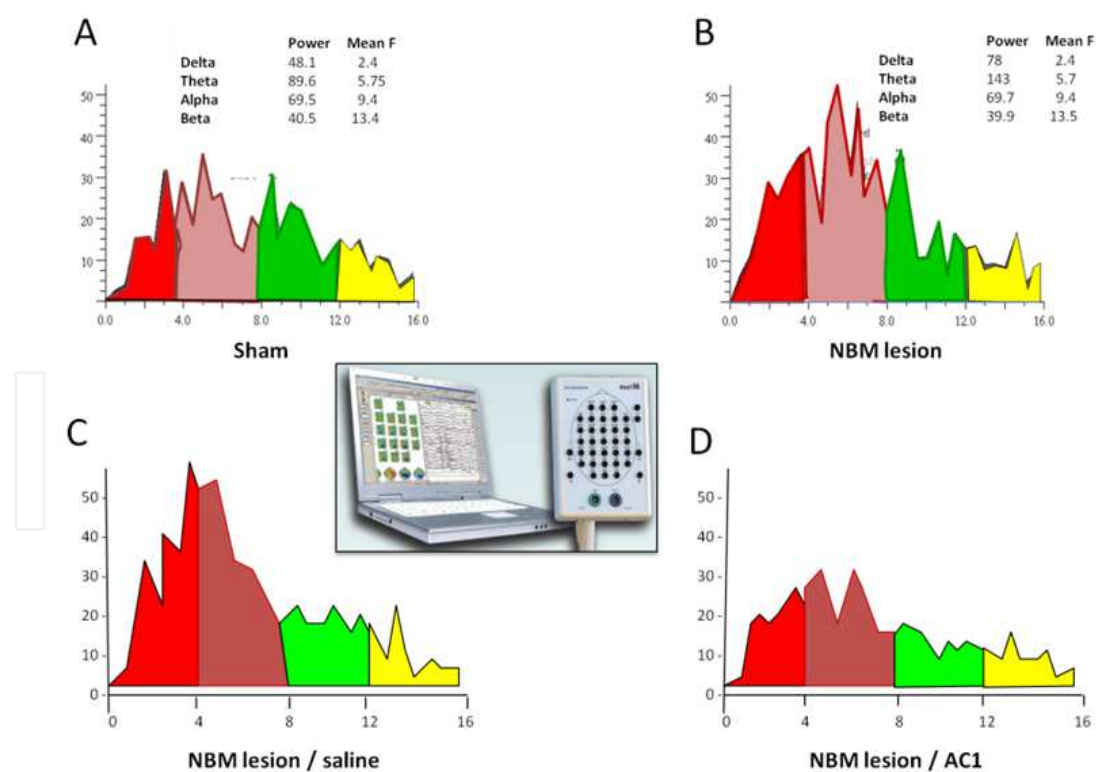 A
Power Mean F
Delta 48.1 2.4
Theta 89.6 5.75
Alpha 69.5 9.4
Beta 40.5 13.4
50
40
30
20
10
0.0 4.0 8.0 12.0 16.0
Sham
B
Power Mean F
Delta 78 2.4
Theta 143 5.7
Alpha 69.7 9.4
Beta 39.9 13.5
50
40
30
20
10
0.0 4.0 8.0 12.0 16.0
NBM lesion
C
50
40
30
20
10
0
0 4 8 12 16
NBM lesion / saline
D
50
40
30
20
10
0
0 4 8 12 16
NBM lesion / AC1